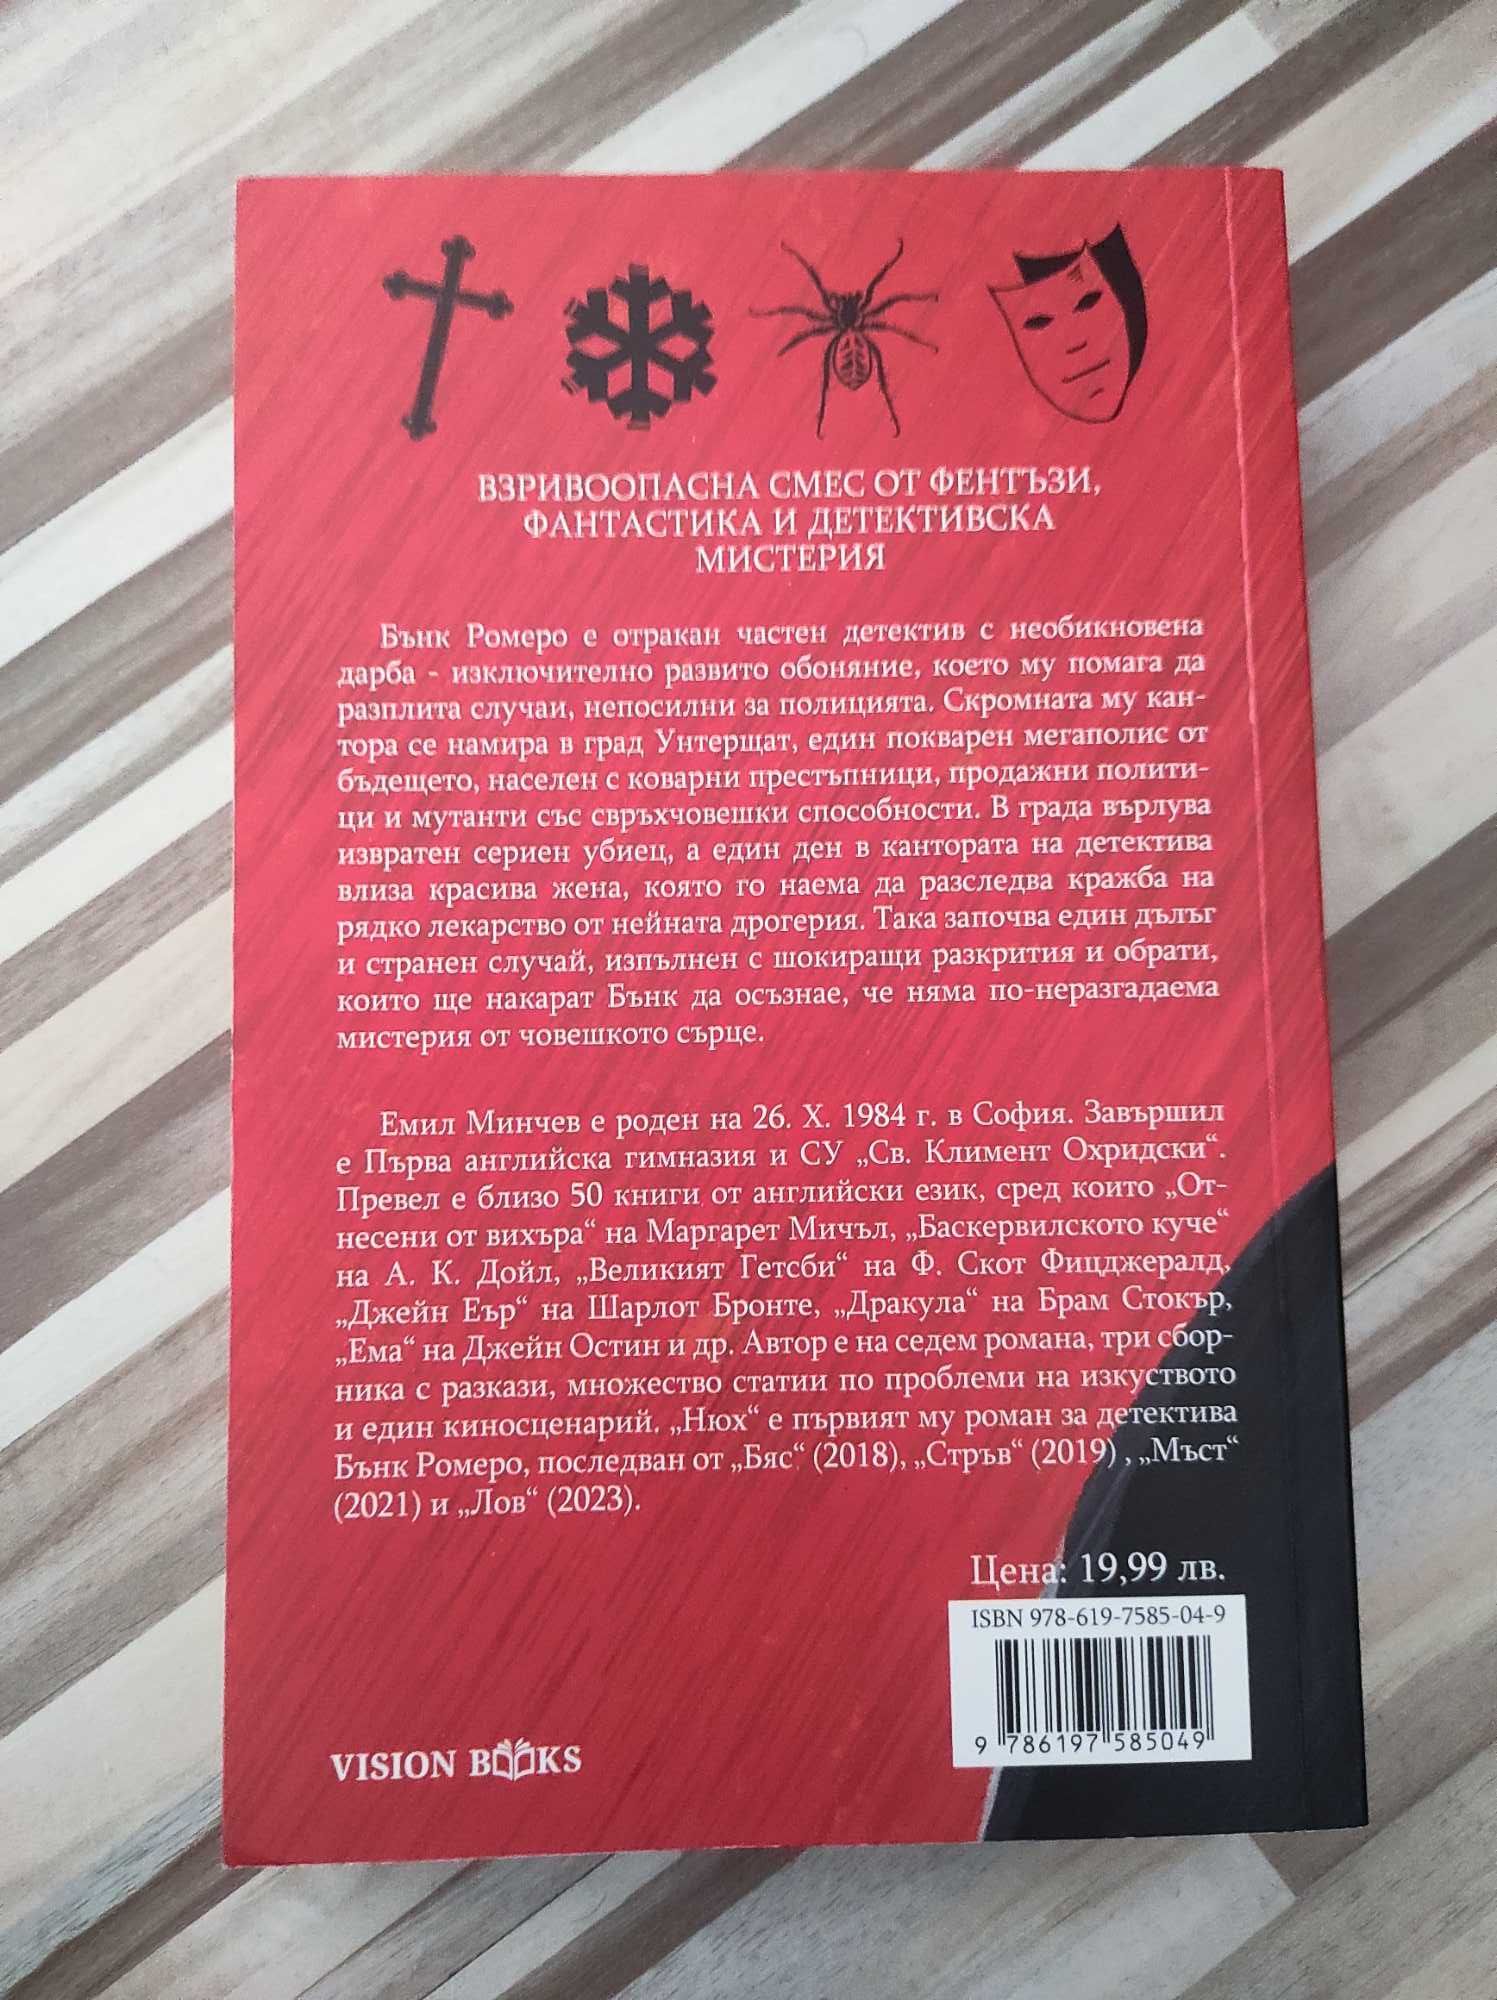 ВЗРИВООПАСНА СМЕС ОТ ФЕНТЪЗИ,
ФАНТАСТИКА И ДЕТЕКТИВСКА
МИСТЕРИЯ
Бънк Ромеро е отракан частен детектив с необикновена
дарба - изключително развито обоняние, което му помага да
разплита случаи, непосилни за полицията. Скромната му кан-
тора се намира в град Унтерщат, един покварен мегаполис от
бъдещето, населен с коварни престъпници, продажни полити-
ци и мутанти със свръхчовешки способности. В града върлува
извратен сериен убиец, а един ден в кантората на детектива
влиза красива жена, която го наема да разследва кражба на
рядко лекарство от нейната дрогерия. Така започва един дълъг
и странен случай, изпълнен с шокиращи разкрития и обрати,
които ще накарат Бънк да осъзнае, че няма по-неразгадаема
мистерия от човешкото сърце.
Емил Минчев е роден на 26. X. 1984 г. в София. Завършил
е Първа английска гимназия и СУ „Св. Климент Охридски“.
Превел е близо 50 книги от английски език, сред които „От-
несени от вихъра“ на Маргарет Мичъл, „Баскервилското куче“
на А. К. Дойл, „Великият Гетсби“ на Ф. Скот Фицджералд,
„Джейн Еър“ на Шарлот Бронте, „Дракула“ на Брам Стокър,
„Ема“ на Джейн Остин и др. Автор е на седем романа, три сбор-
ника с разкази, множество статии по проблеми на изкуството
и един киносценарий. „Нюх“ е първият му роман за детектива
Бънк Ромеро, последван от „Бяс“ (2018), „Стръв“ (2019) , „Мъст“
(2021) и „Лов“ (2023).
Цена: 19,99 лв.
ISBN 978-619-7585-04-9
9 786197 585049
VISION BOOKS